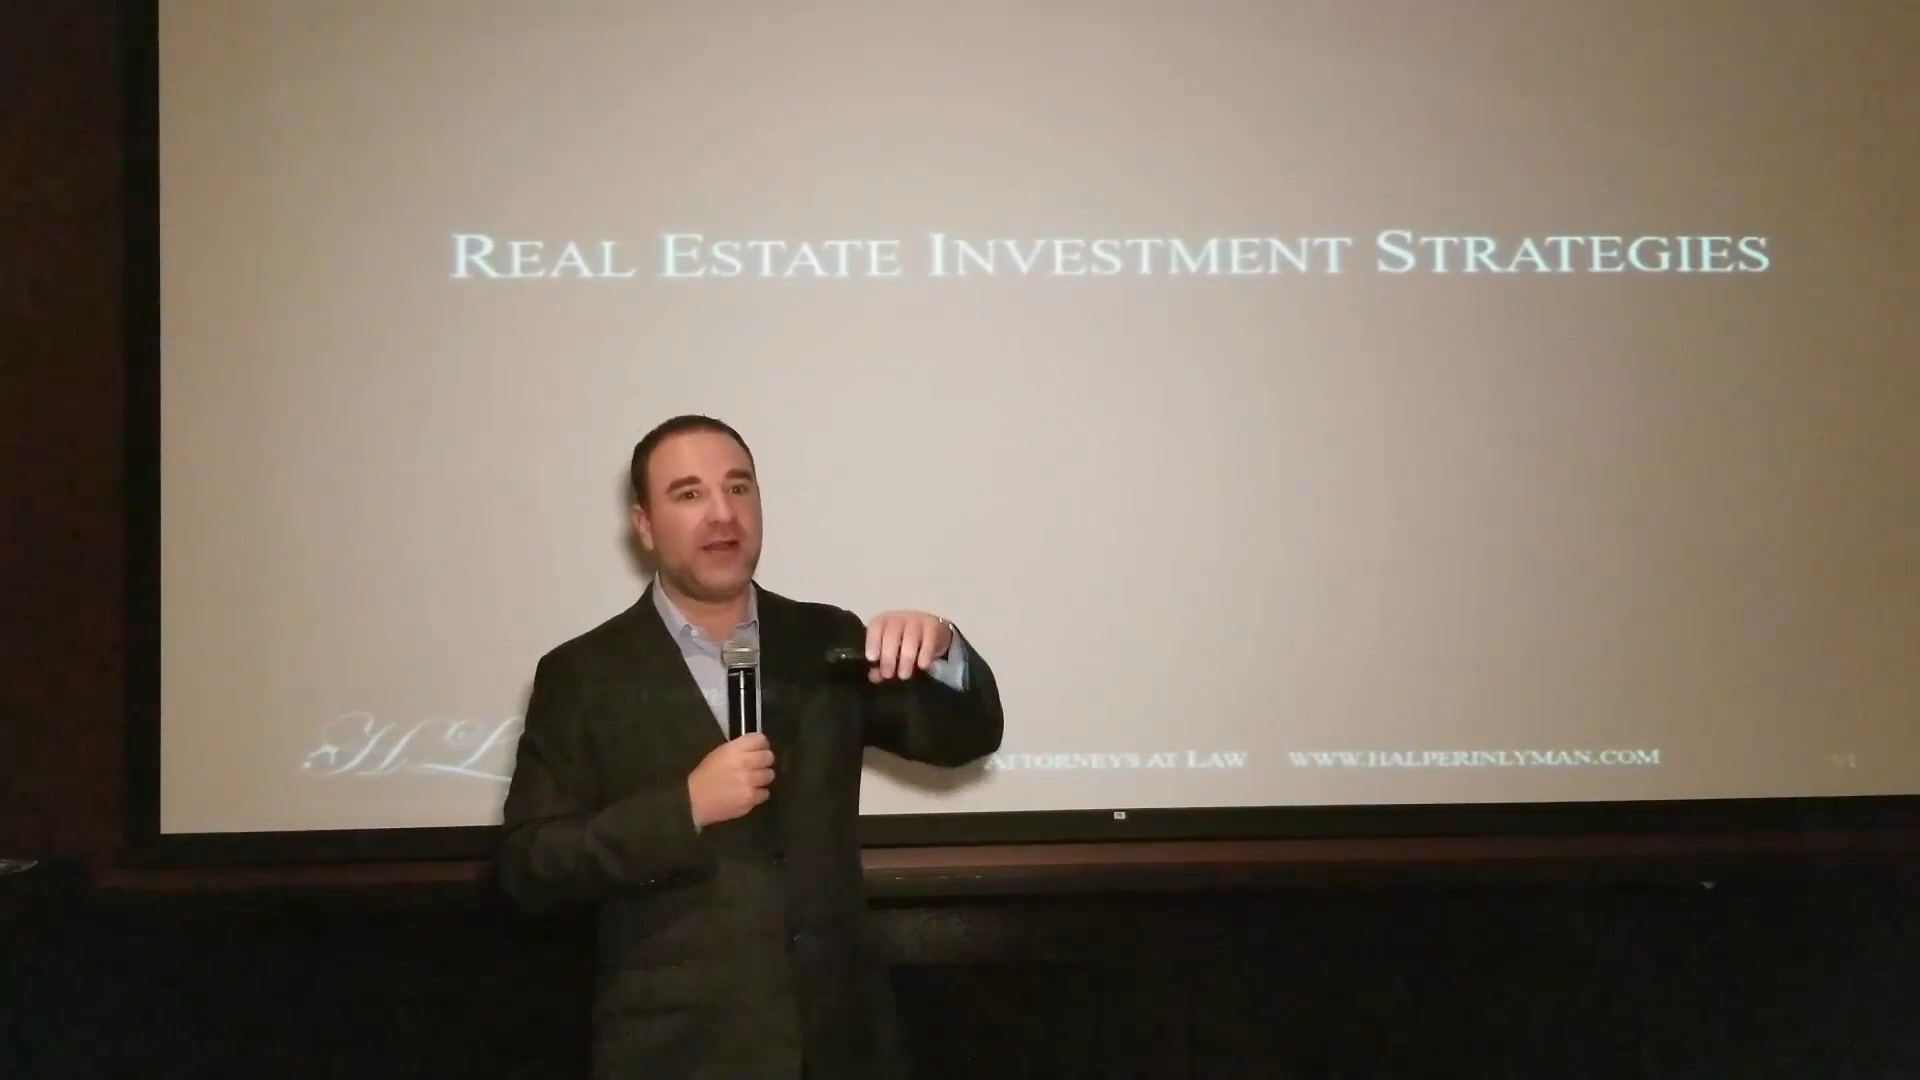 REAL ESTATE INVESTMENT STRATEGIES
H L
ATTORNEYS AT LAW WWW.HALPERINLYMAN.COM